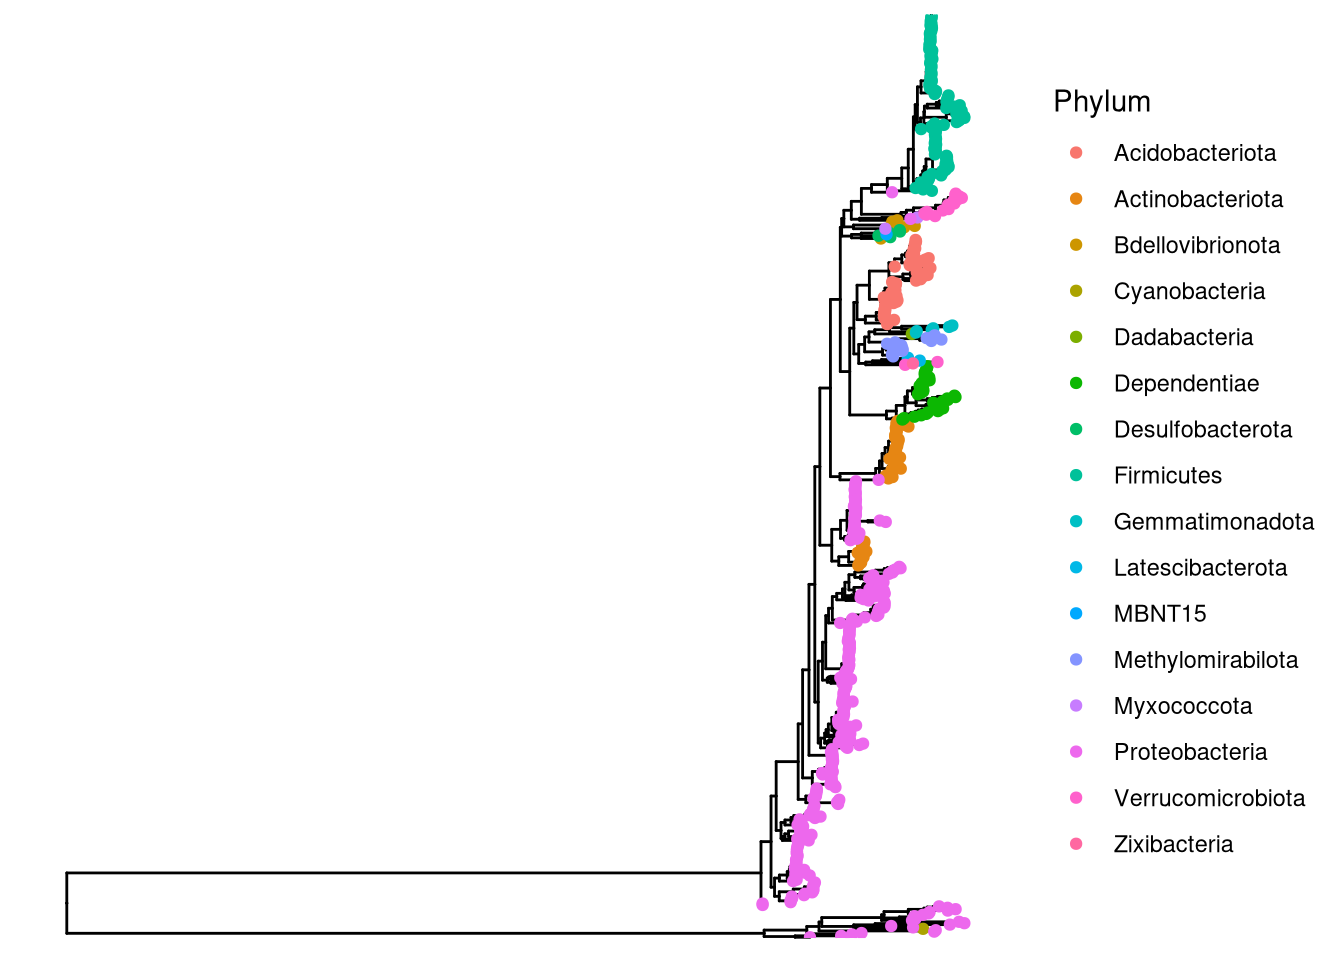 Phylum
Acidobacteriota
Actinobacteriota
Bdellovibrionota
Cyanobacteria
Dadabacteria
Dependentiae
Desulfobacterota
Firmicutes
Gemmatimonadota
Latescibacterota
MBNT15
Methylomirabilota
Myxococcota
Proteobacteria
Verrucomicrobiota
Zixibacteria